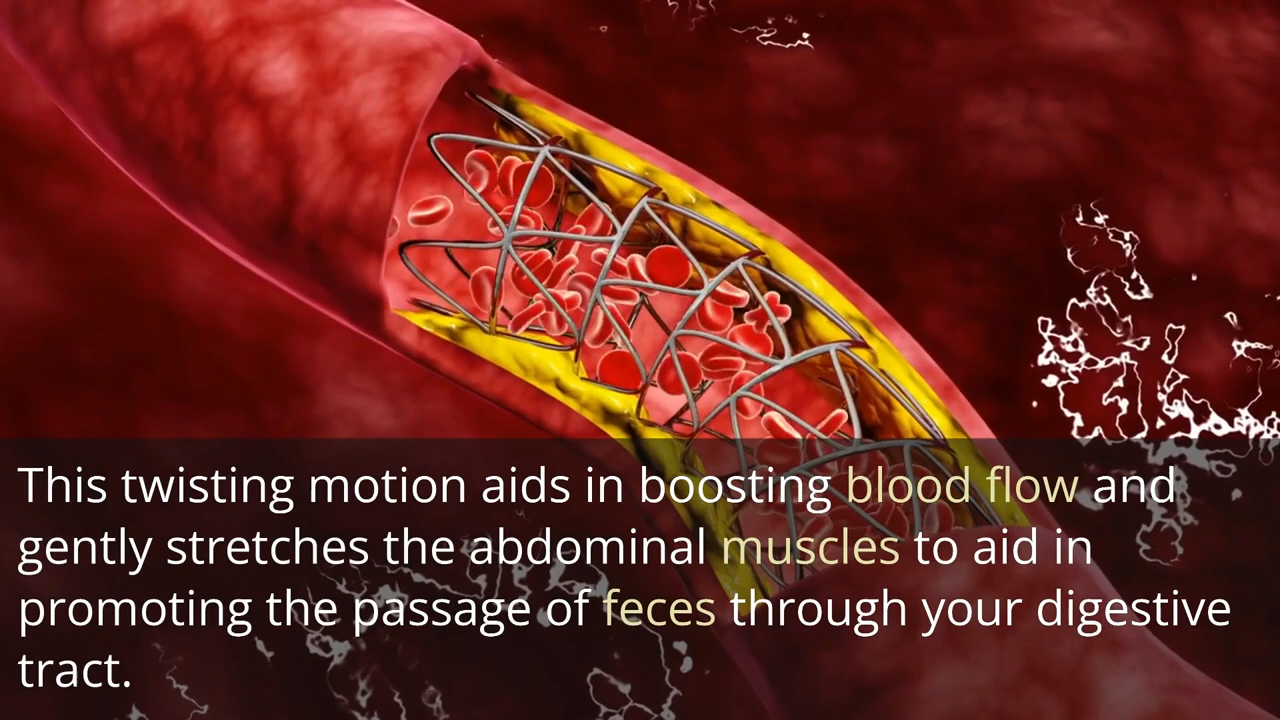 This twisting motion aids in boosting blood flow and
gently stretches the abdominal muscles to aid in
promoting the passage of feces through your digestive
tract.